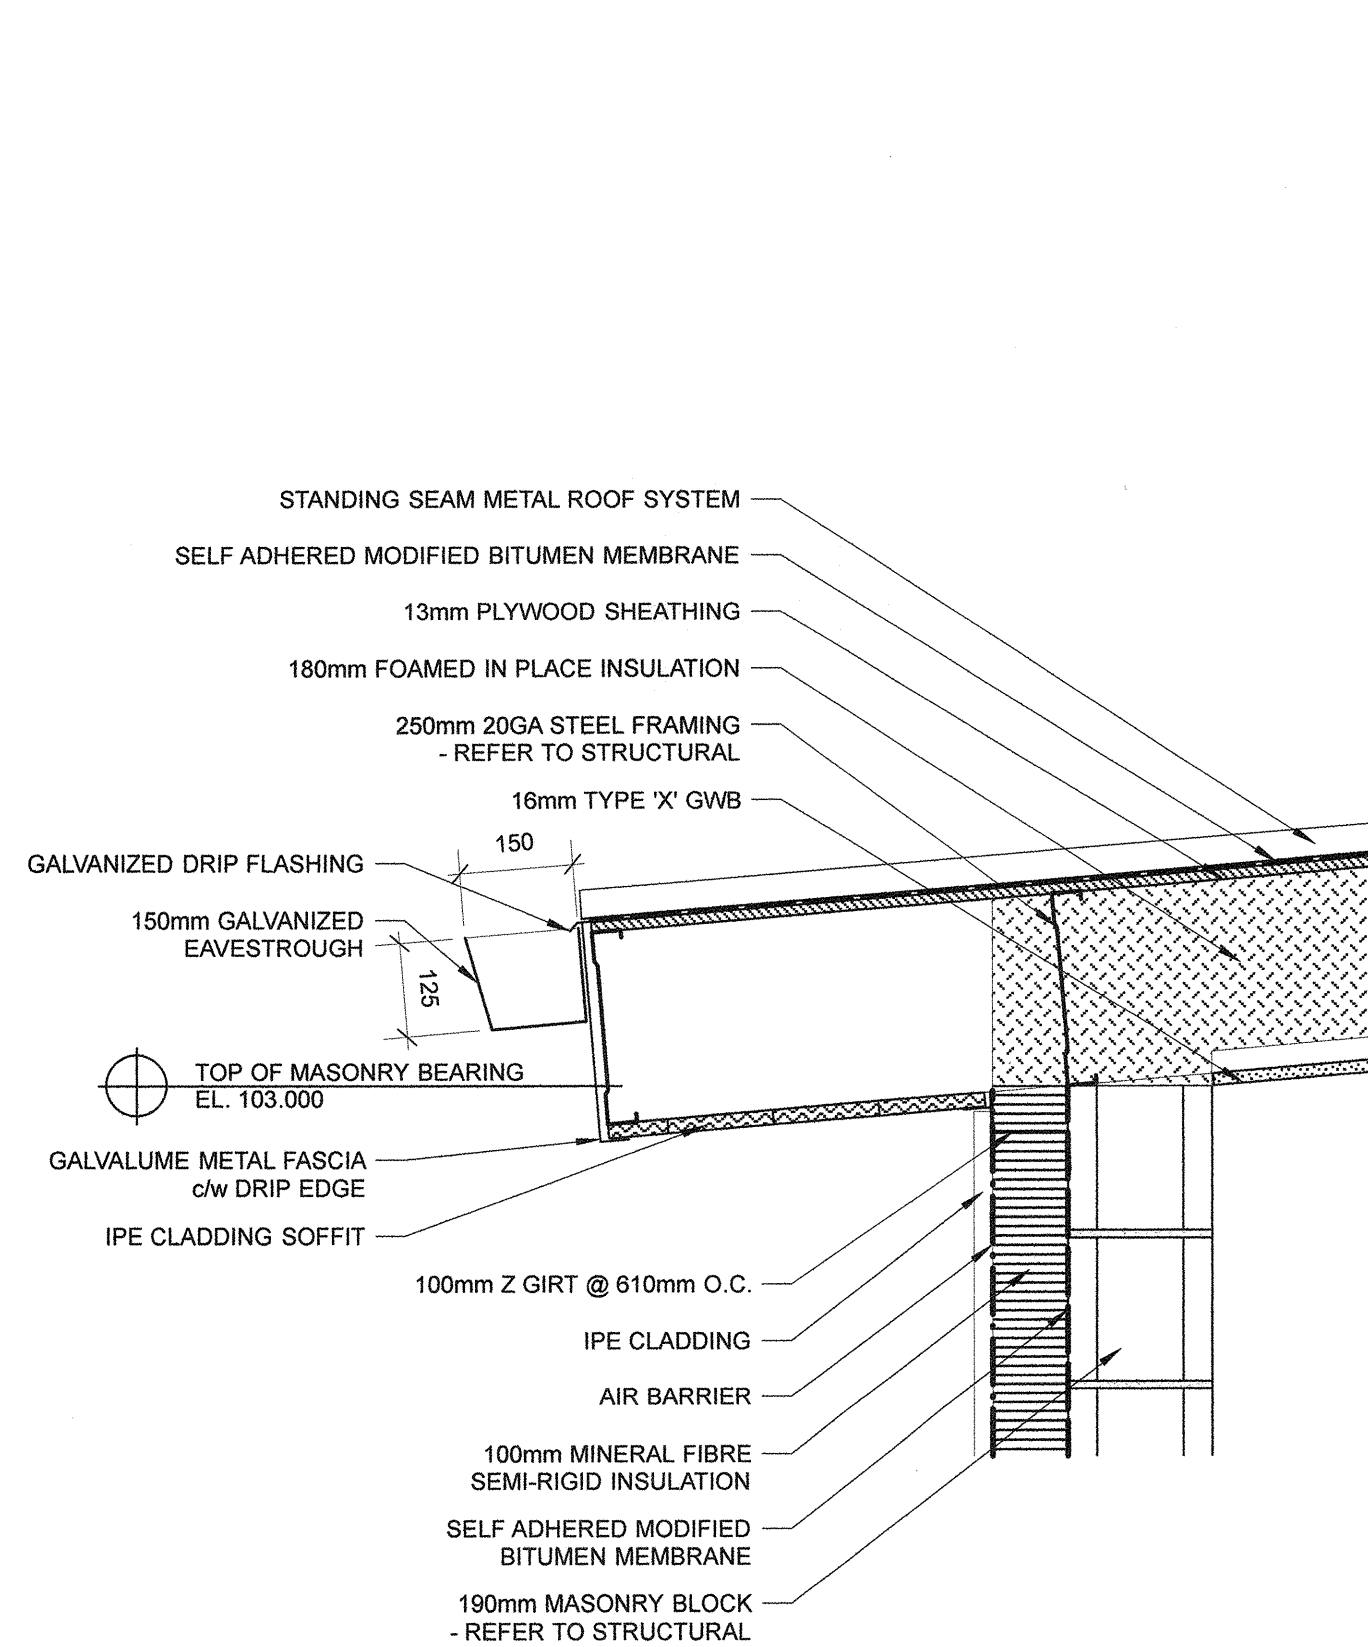 STANDING SEAM METAL ROOF SYSTEM
SELF ADHERED MODIFIED BITUMEN MEMBRANE
13mm PLYWOOD SHEATHING
180mm FOAMED IN PLACE INSULATION
250mm 20GA STEEL FRAMING
- REFER TO STRUCTURAL
16mm TYPE 'X' GWB
150
GALVANIZED DRIP FLASHING
150mm GALVANIZED
EAVESTROUGH
125
TOP OF MASONRY BEARING
EL. 103.000
GALVALUME METAL FASCIA
c/w DRIP EDGE
IPE CLADDING SOFFIT
100mm Z GIRT @ 610mm O.C.
IPE CLADDING
AIR BARRIER
100mm MINERAL FIBRE
SEMI-RIGID INSULATION
SELF ADHERED MODIFIED
BITUMEN MEMBRANE
190mm MASONRY BLOCK
- REFER TO STRUCTURAL